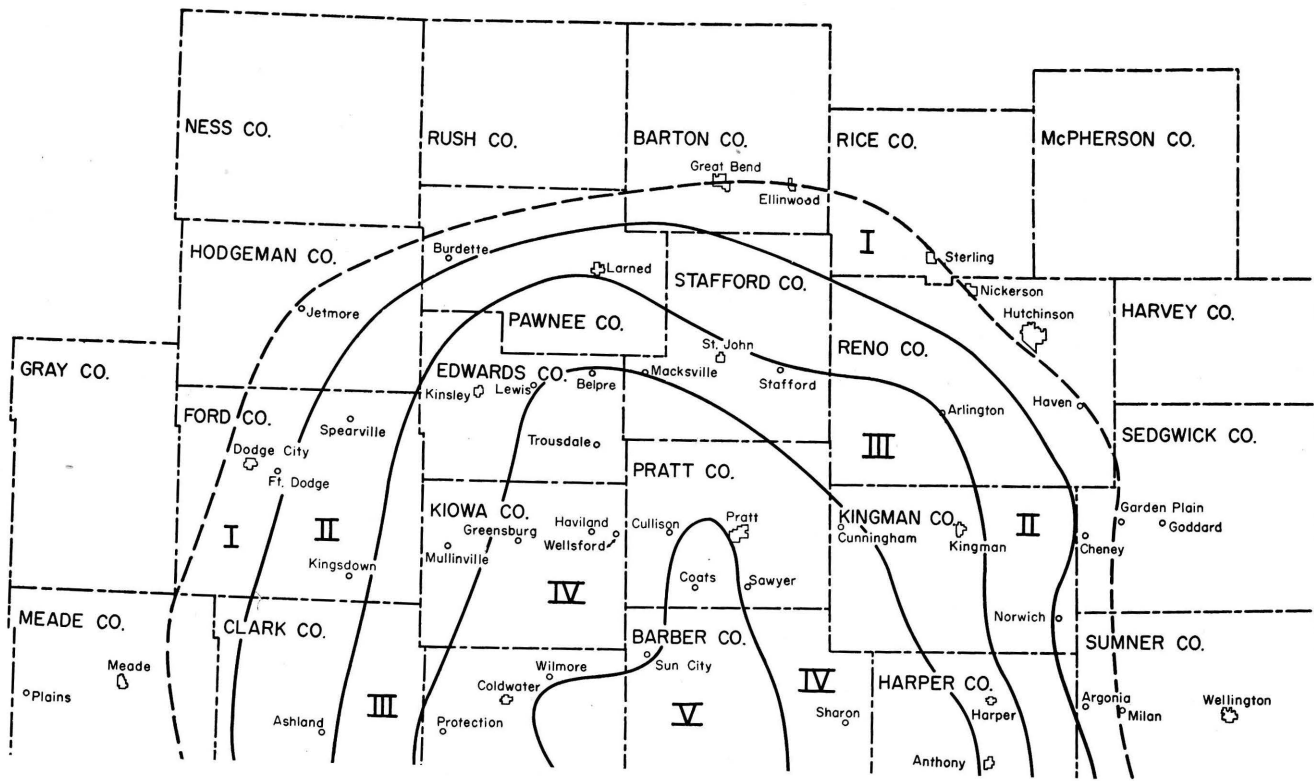 NESS CO.
RUSH CO.
BARTON CO.
RICE CO.
McPHERSON CO.
Great Bend
Ellinwood
HODGEMAN CO.
Burdette
Larned
STAFFORD CO.
I
Sterling
Nickerson
Hutchinson
HARVEY CO.
Jetmore
PAWNEE CO.
St. John
RENO CO.
GRAY CO.
EDWARDS CO.
Kinsley
Lewis
Belpre
Macksville
Stafford
Arlington
Haven
FORD CO.
Spearville
Dodge City
Ft. Dodge
Trousdale
III
SEDGWICK CO.
PRATT CO.
I
II
KIOWA CO.
Greensburg
Haviland
Wellsford
Cullison
Pratt
KINGMAN CO.
Cunningham
Kingman
II
Garden Plain
Goddard
Cheney
Mullinville
Kingsdown
IV
Coats
Sawyer
Norwich
MEADE CO.
CLARK CO.
BARBER CO.
SUMNER CO.
Meade
Plains
Sun City
Wilmore
Coldwater
III
Ashland
Protection
V
IV
Sharon
HARPER CO.
Harper
Anthony
Argonia
Milan
Wellington